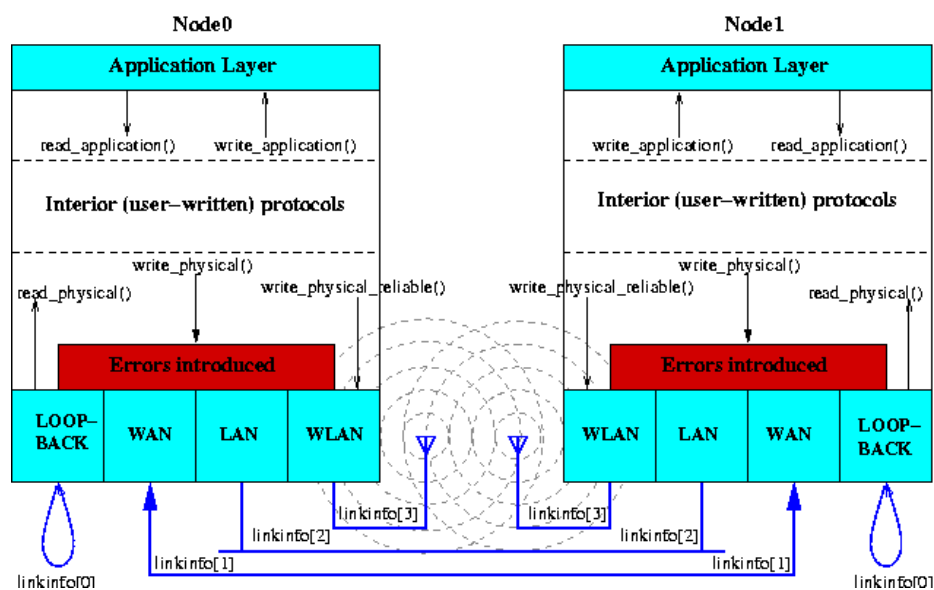 Node0
Node1
Application Layer
Application Layer
read_application()
write_application()
write_application()
read_application()
Interior (user-written) protocols
Interior (user-written) protocols
write_physical()
write_physical()
read_physical()
write_physical_reliable()
write_physical_reliable()
read_physical()
Errors introduced
Errors introduced
LOOP-
BACK
WAN
LAN
WLAN
WLAN
LAN
WAN
LOOP-
BACK
linkinfo[3]
linkinfo[3]
linkinfo[2]
linkinfo[2]
linkinfo[1]
linkinfo[1]
linkinfo[0]
linkinfo[0]